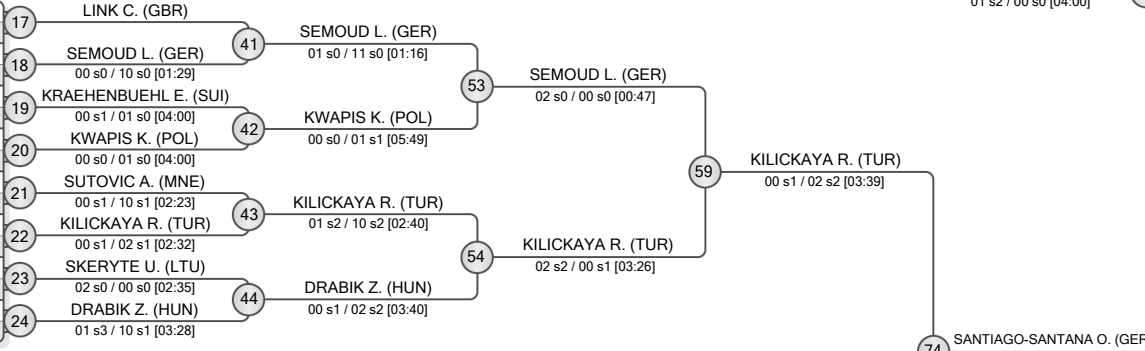 01 s2 / 00 s0 [04:00]
17
LINK C. (GBR)
18
SEMOUD L. (GER)
00 s0 / 10 s0 [01:29]
41
SEMOUD L. (GER)
01 s0 / 11 s0 [01:16]
19
KRAEHENBUEHL E. (SUI)
00 s1 / 01 s0 [04:00]
20
KWAPIS K. (POL)
00 s0 / 01 s0 [04:00]
42
KWAPIS K. (POL)
00 s0 / 01 s1 [05:49]
53
SEMOUD L. (GER)
02 s0 / 00 s0 [00:47]
21
SUTOVIC A. (MNE)
00 s1 / 10 s1 [02:23]
22
KILICKAYA R. (TUR)
00 s1 / 02 s1 [02:32]
43
KILICKAYA R. (TUR)
01 s2 / 10 s2 [02:40]
23
SKERYTE U. (LTU)
02 s0 / 00 s0 [02:35]
24
DRABIK Z. (HUN)
01 s3 / 10 s1 [03:28]
44
DRABIK Z. (HUN)
00 s1 / 02 s2 [03:40]
54
KILICKAYA R. (TUR)
02 s2 / 00 s1 [03:26]
59
KILICKAYA R. (TUR)
00 s1 / 02 s2 [03:39]
74
SANTIAGO-SANTANA O. (GER